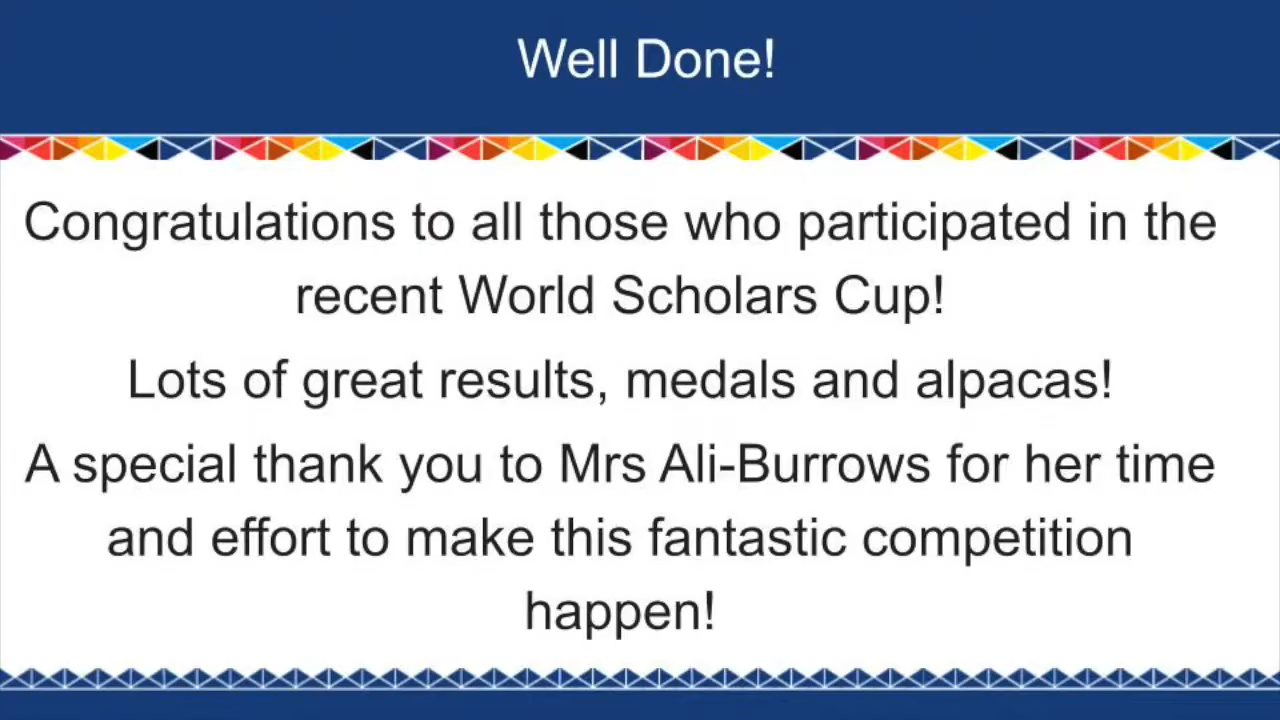 Well Done!
Congratulations to all those who participated in the
recent World Scholars Cup!
Lots of great results, medals and alpacas!
A special thank you to Mrs Ali-Burrows for her time
and effort to make this fantastic competition
happen!